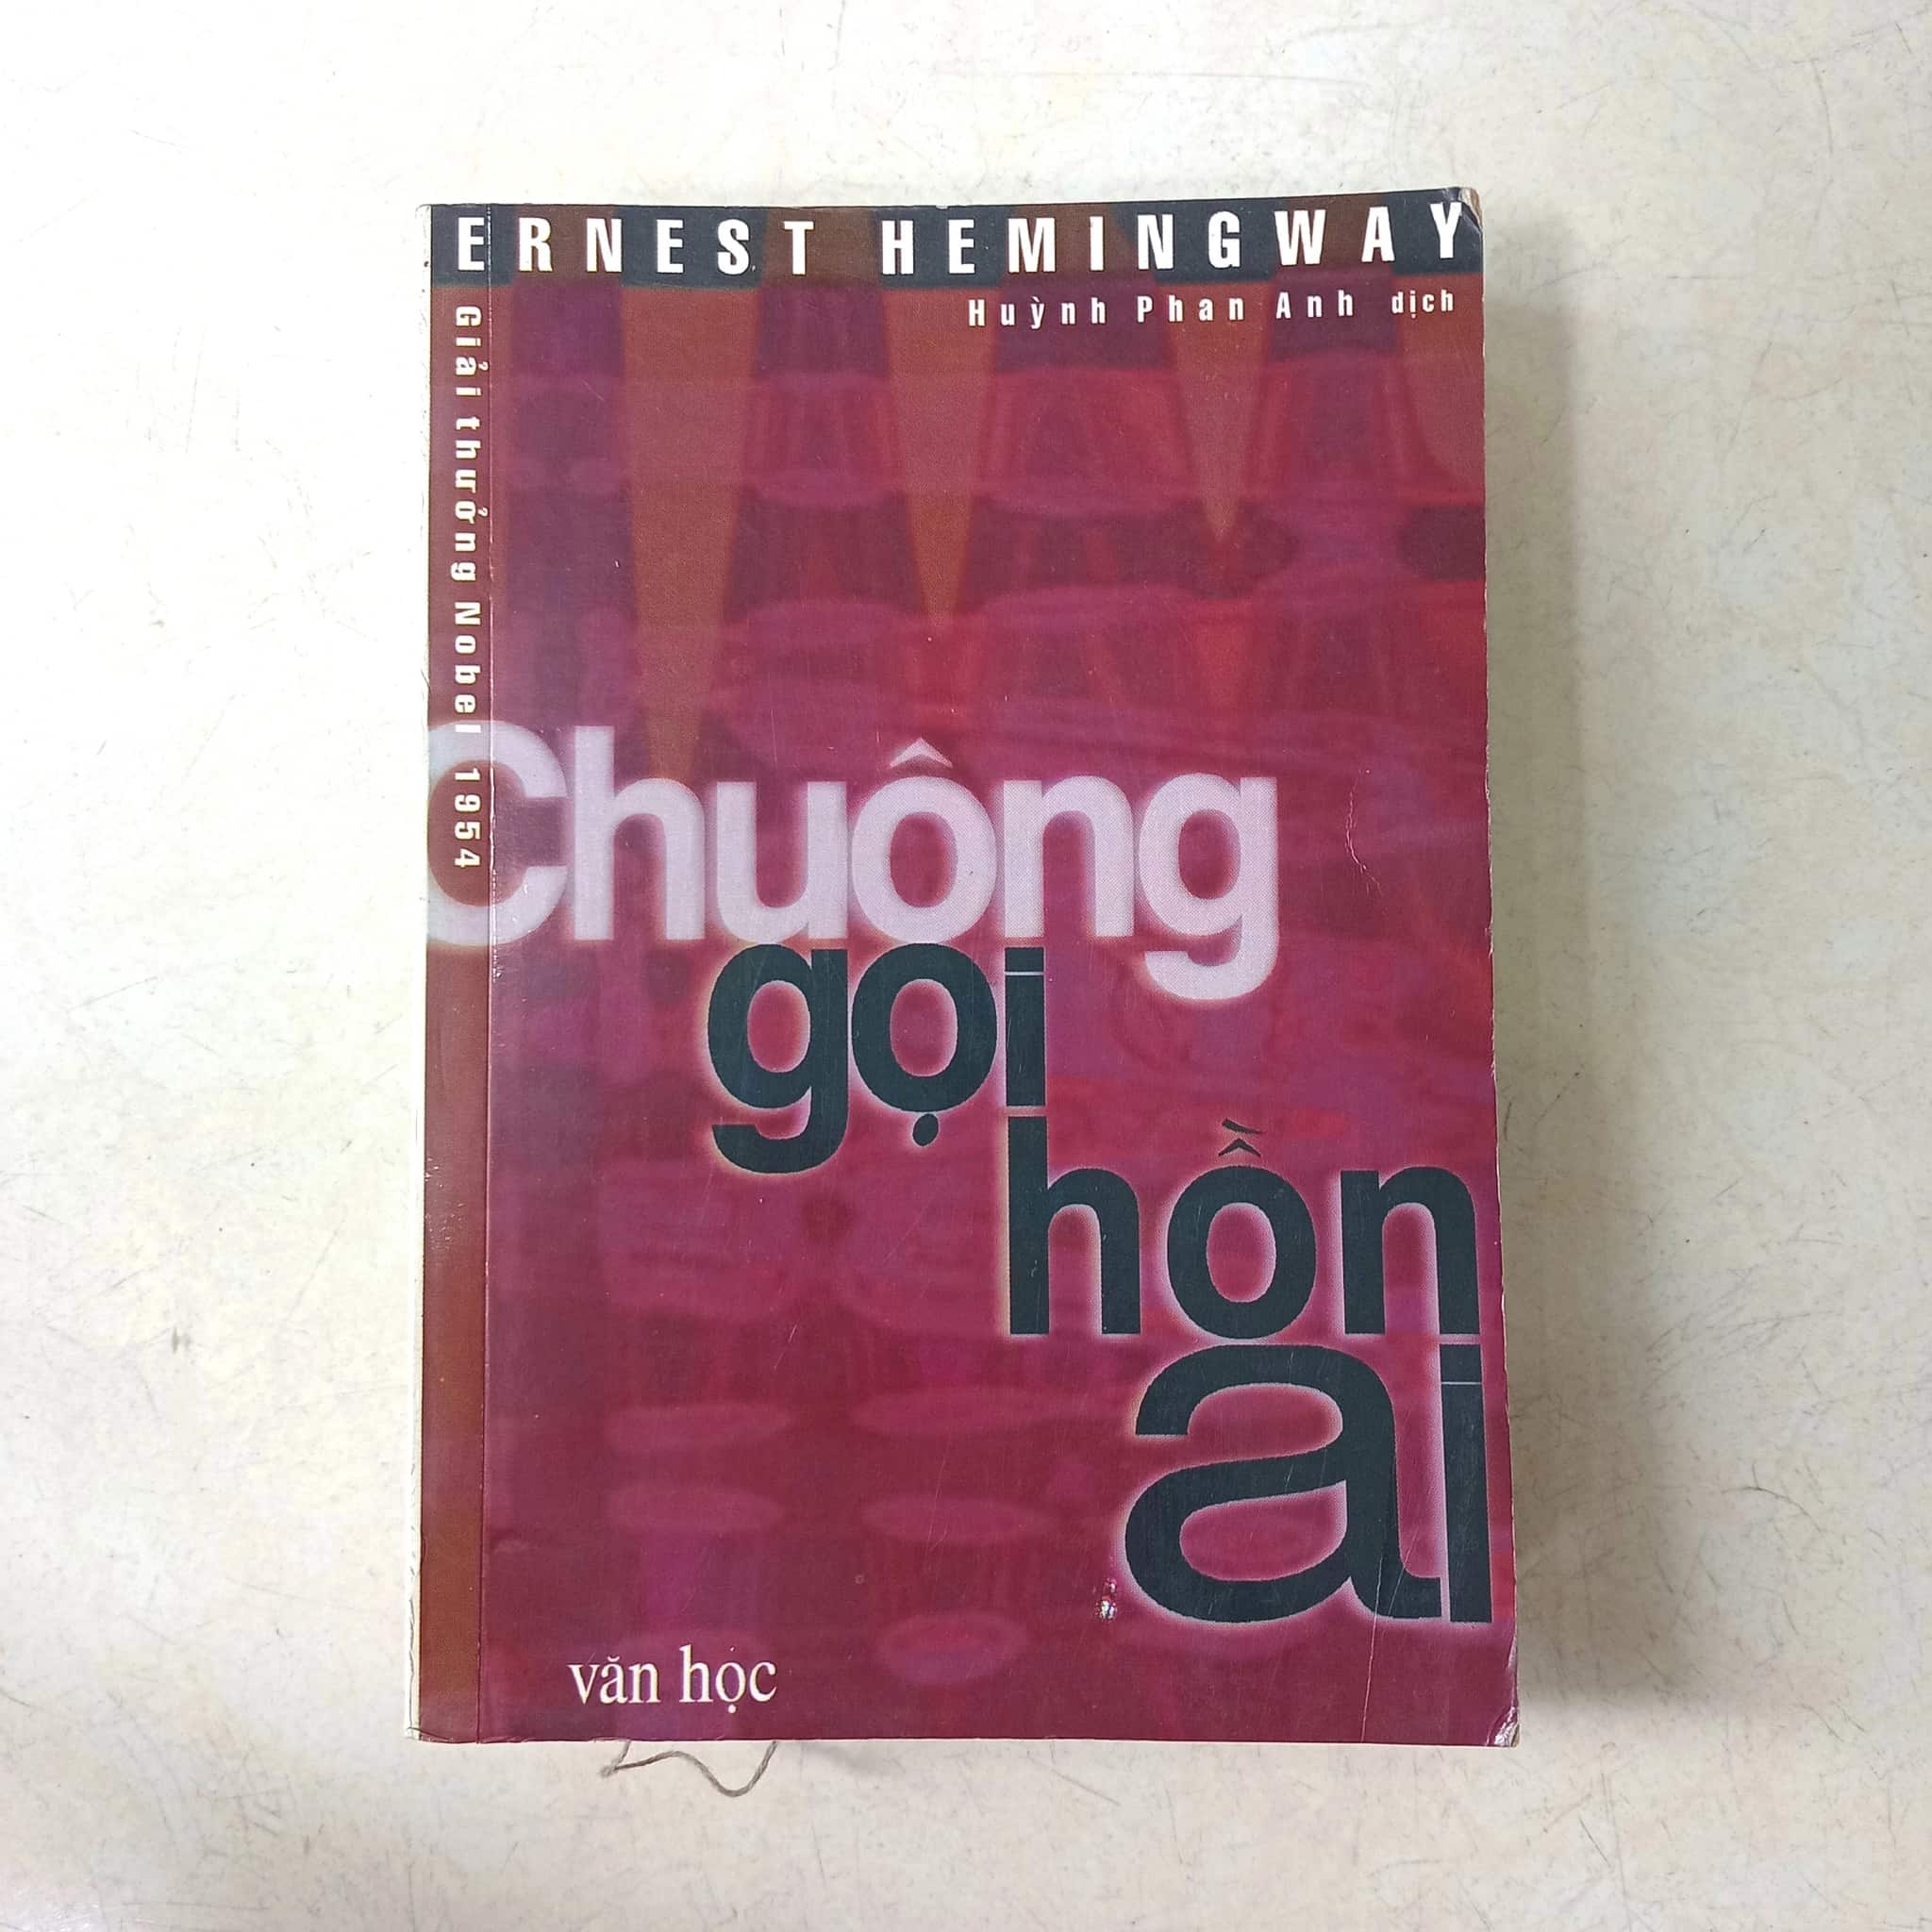 ERNEST HEMINGWAY
Huỳnh Phan Anh dịch
Giải thưởng Nobel 1954
Chuông
gọi
hồn
ai
văn học